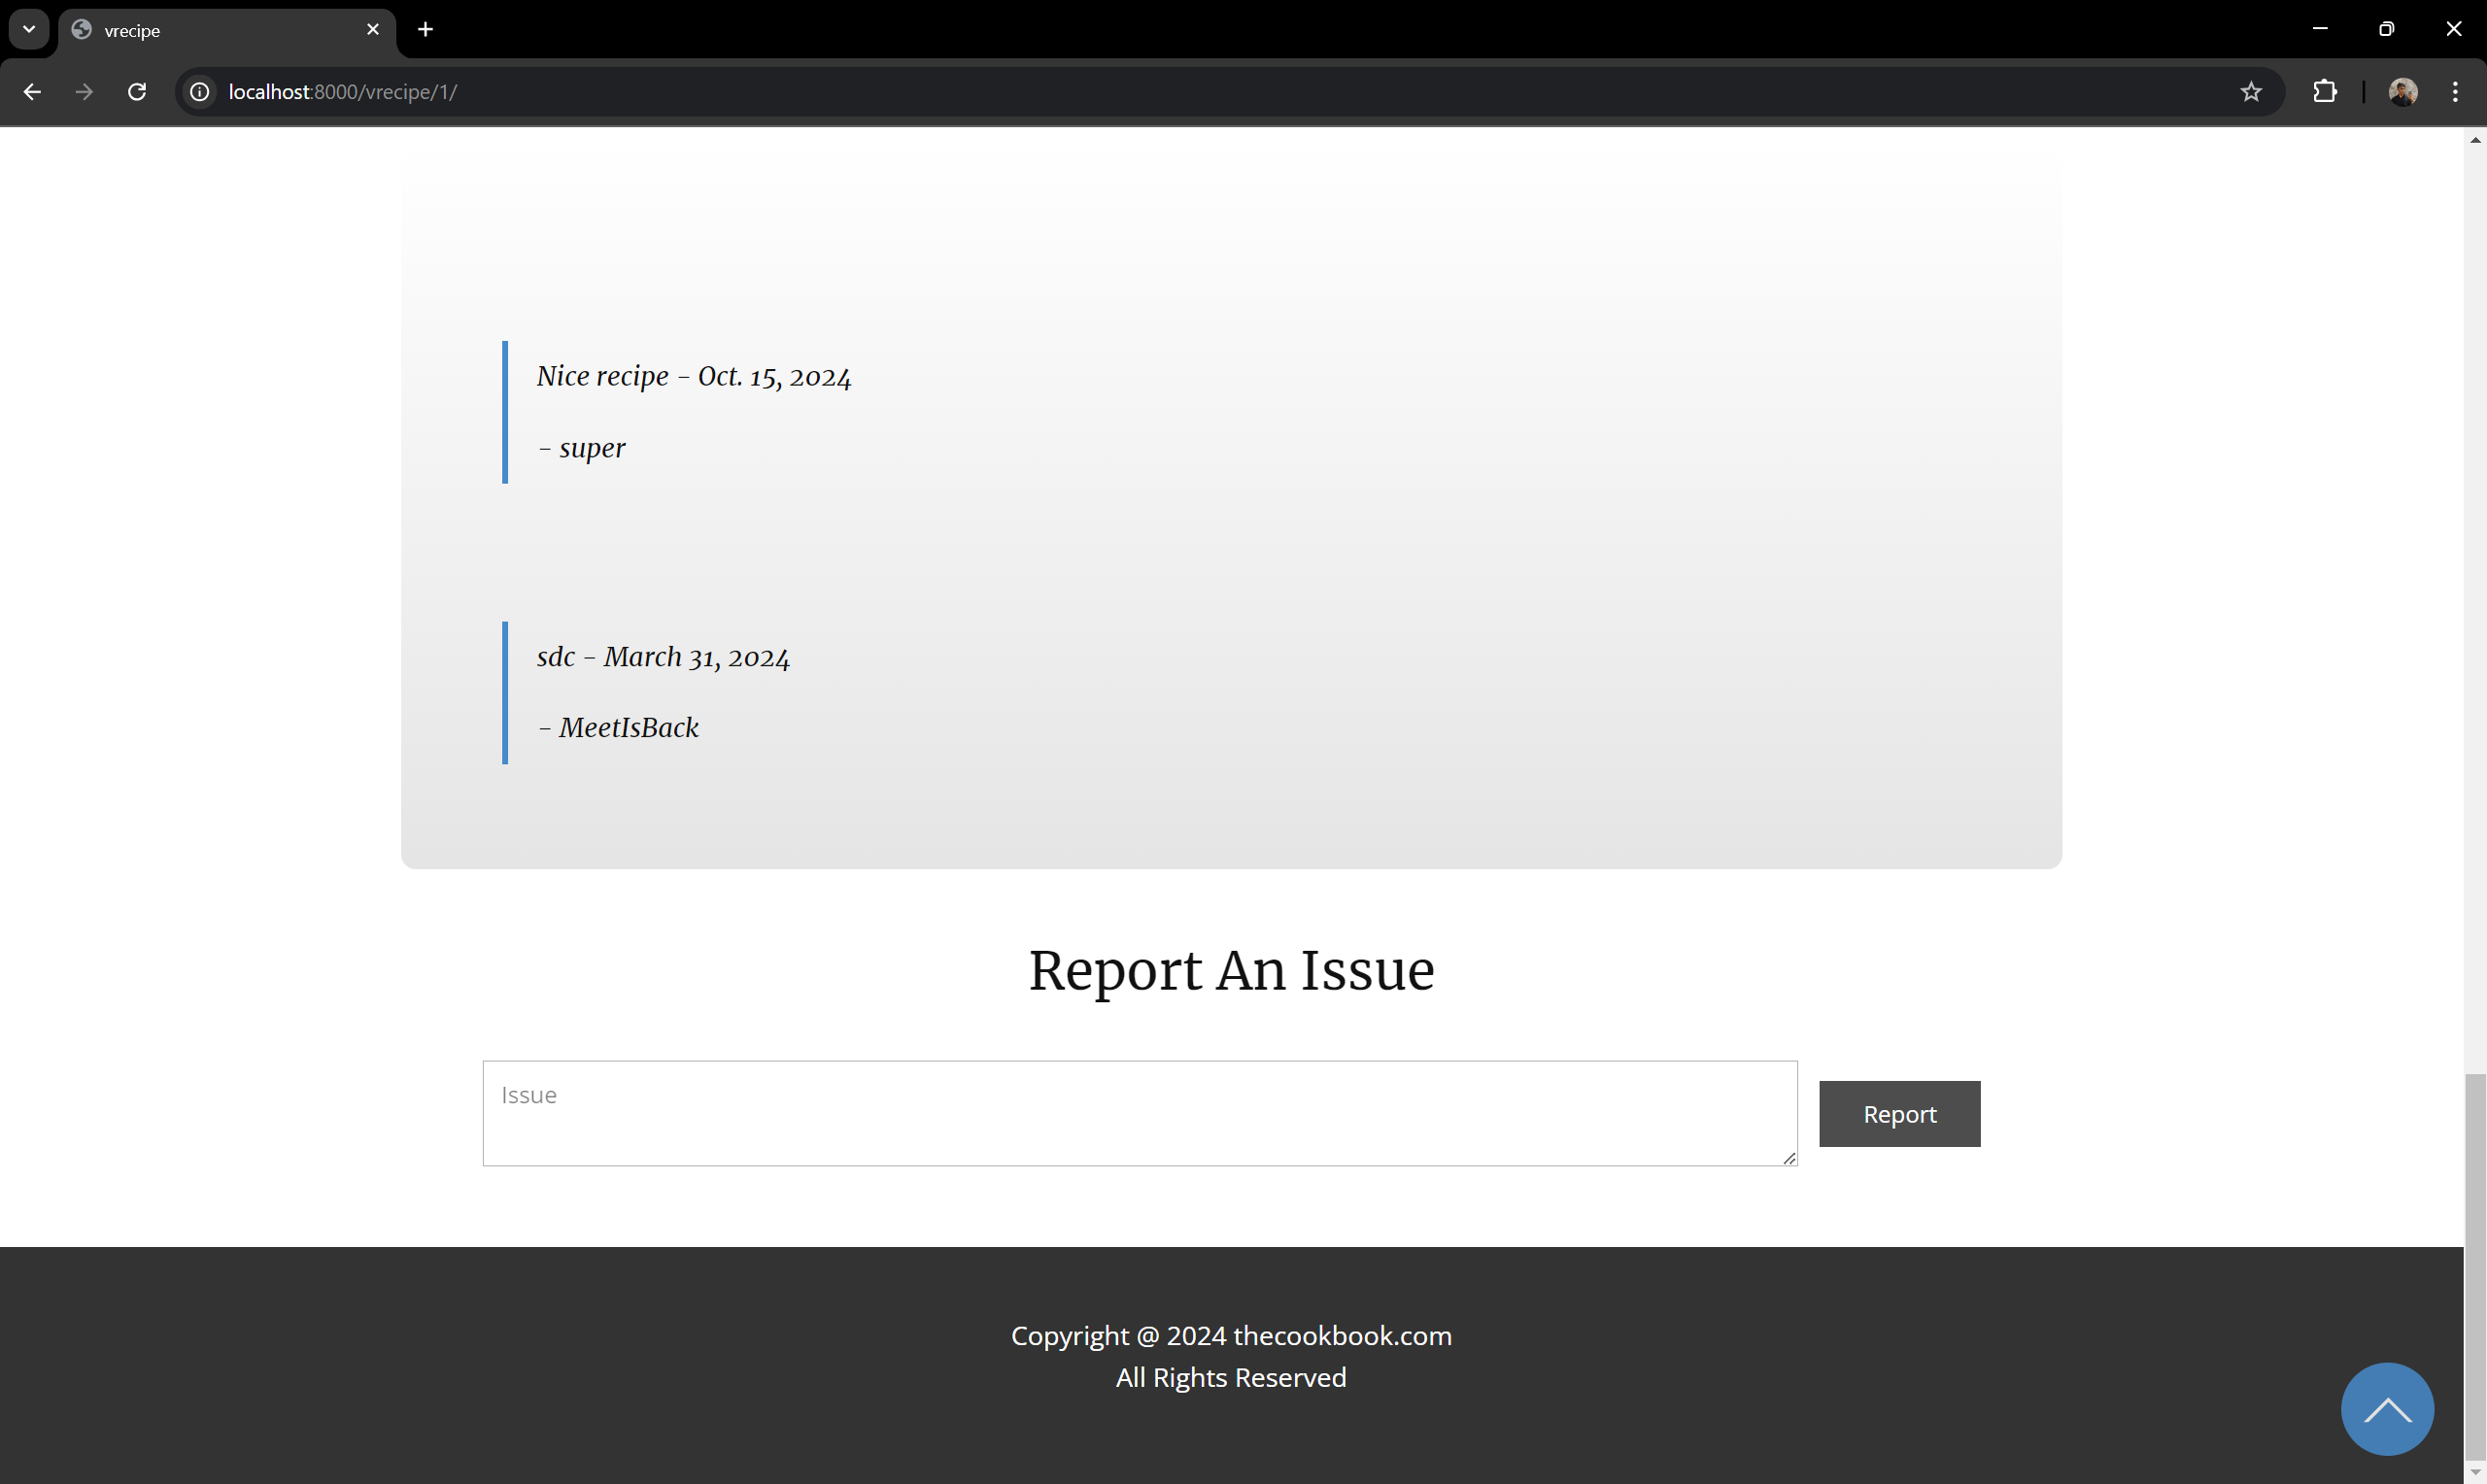 vrecipe
localhost:8000/vrecipe/1/
Nice recipe - Oct. 15, 2024
- super
sdc - March 31, 2024
- MeetIsBack
Report An Issue
Issue
Report
Copyright @ 2024 thecookbook.com
All Rights Reserved